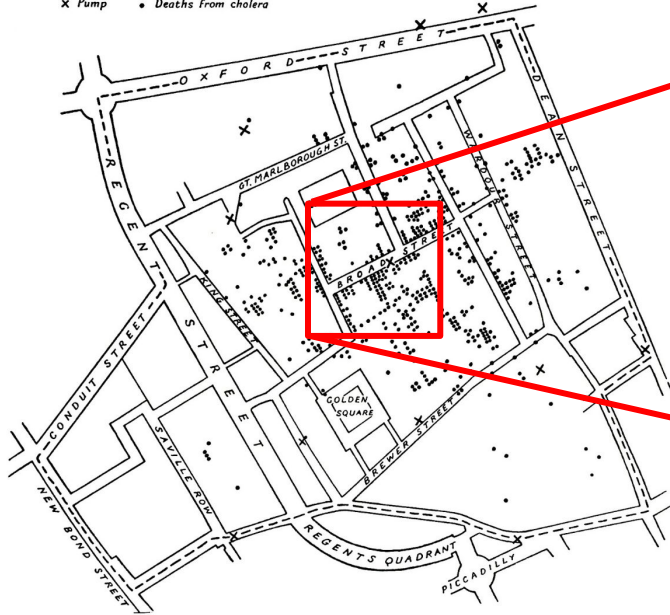 × Pump • Deaths from cholera
OXFORD STREET
DEAN STREET
REGENT STREET
GT. MARLBOROUGH ST.
WARDOUR STREET
BROAD STREET
KING STREET
CONDUIT STREET
GOLDEN
SQUARE
SAVILLE ROW
BREWER STREET
NEW BOND STREET
REGENTS QUADRANT
PICCADILLY